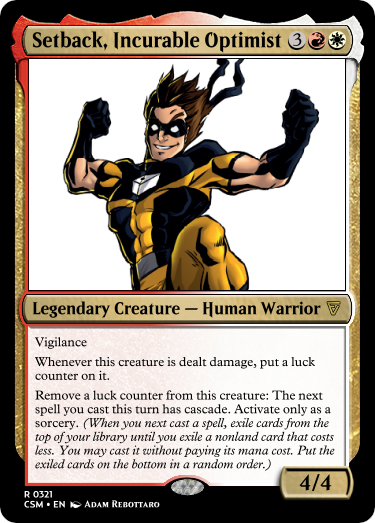 Setback, Incurable Optimist 3
Legendary Creature — Human Warrior
Vigilance
Whenever this creature is dealt damage, put a luck
counter on it.
Remove a luck counter from this creature: The next
spell you cast this turn has cascade. Activate only as a
sorcery. (When you next cast a spell, exile cards from the
top of your library until you exile a nonland card that costs
less. You may cast it without paying its mana cost. Put the
exiled cards on the bottom in a random order.)
4/4
R 0321
CSM • EN Adam Rebottaro